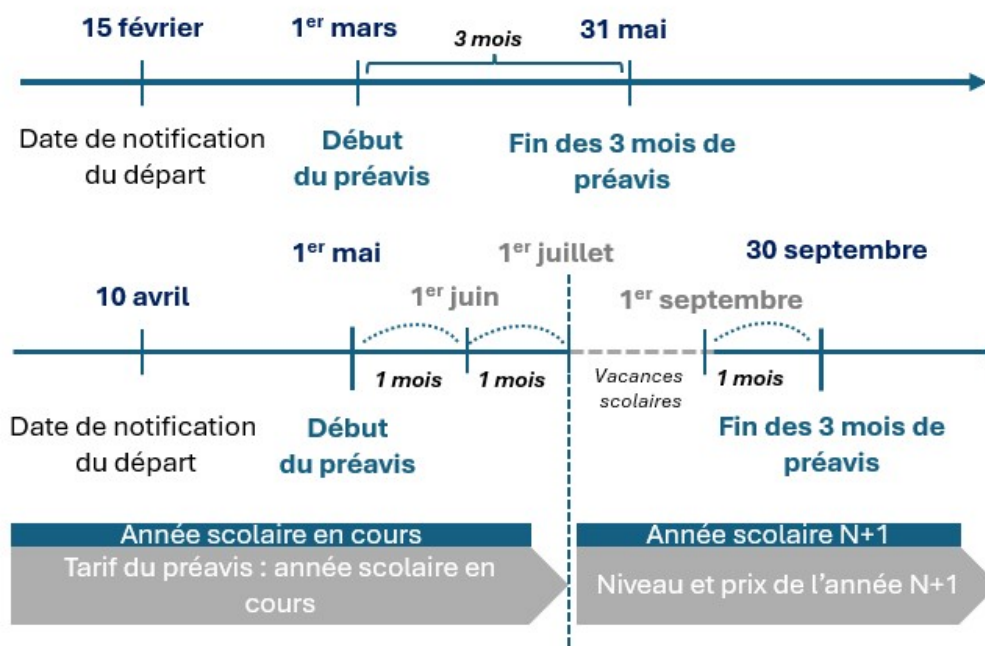 15 février
1er mars
3 mois
31 mai
Date de notification
du départ
Début
du préavis
Fin des 3 mois de
préavis
1er mai
1er juillet
30 septembre
10 avril
1er juin
1er septembre
1 mois
1 mois
Vacances
scolaires
1 mois
Date de notification
du départ
Début
du préavis
Fin des 3 mois de
préavis
Année scolaire en cours
Tarif du préavis : année scolaire en
cours
Année scolaire N+1
Niveau et prix de l’année N+1